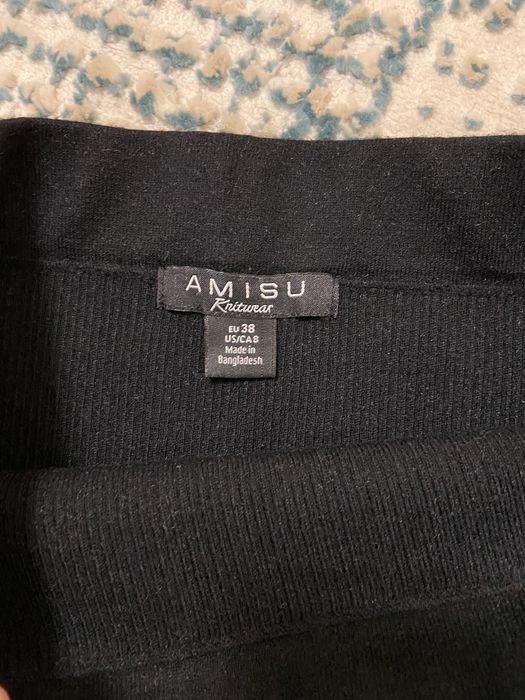 AMISU
Knitwear
EU 38
US/CA 8
Made in
Bangladesh